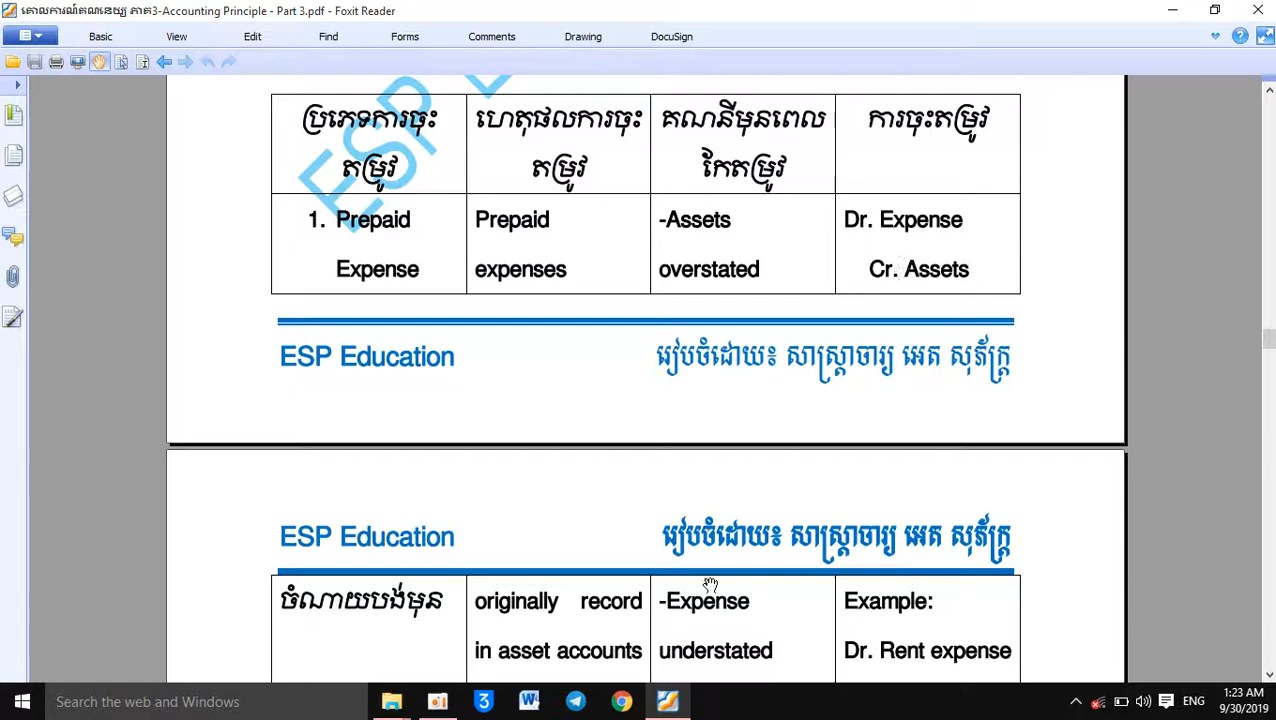 គោលការណ៍គណនេយ្យ ភាគ3-Accounting Principle - Part 3.pdf - Foxit Reader
Basic View Edit Find Forms Comments Drawing DocuSign
ESP E
ប្រភេទការចុះតម្រូវ
ហេតុផលការចុះតម្រូវ
គណនីមុនពេលកែតម្រូវ
ការចុះតម្រូវ
1. Prepaid Expense
Prepaid expenses
-Assets overstated
Dr. Expense
Cr. Assets
ESP Education រៀបចំដោយ៖ សាស្ត្រាចារ្យ អេត សុភ័ក្ត្រ
ESP Education រៀបចំដោយ៖ សាស្ត្រាចារ្យ អេត សុភ័ក្ត្រ
ចំណាយបង់មុន
originally record in asset accounts
-Expense understated
Example:
Dr. Rent expense
Search the web and Windows
ENG
1:23 AM
9/30/2019